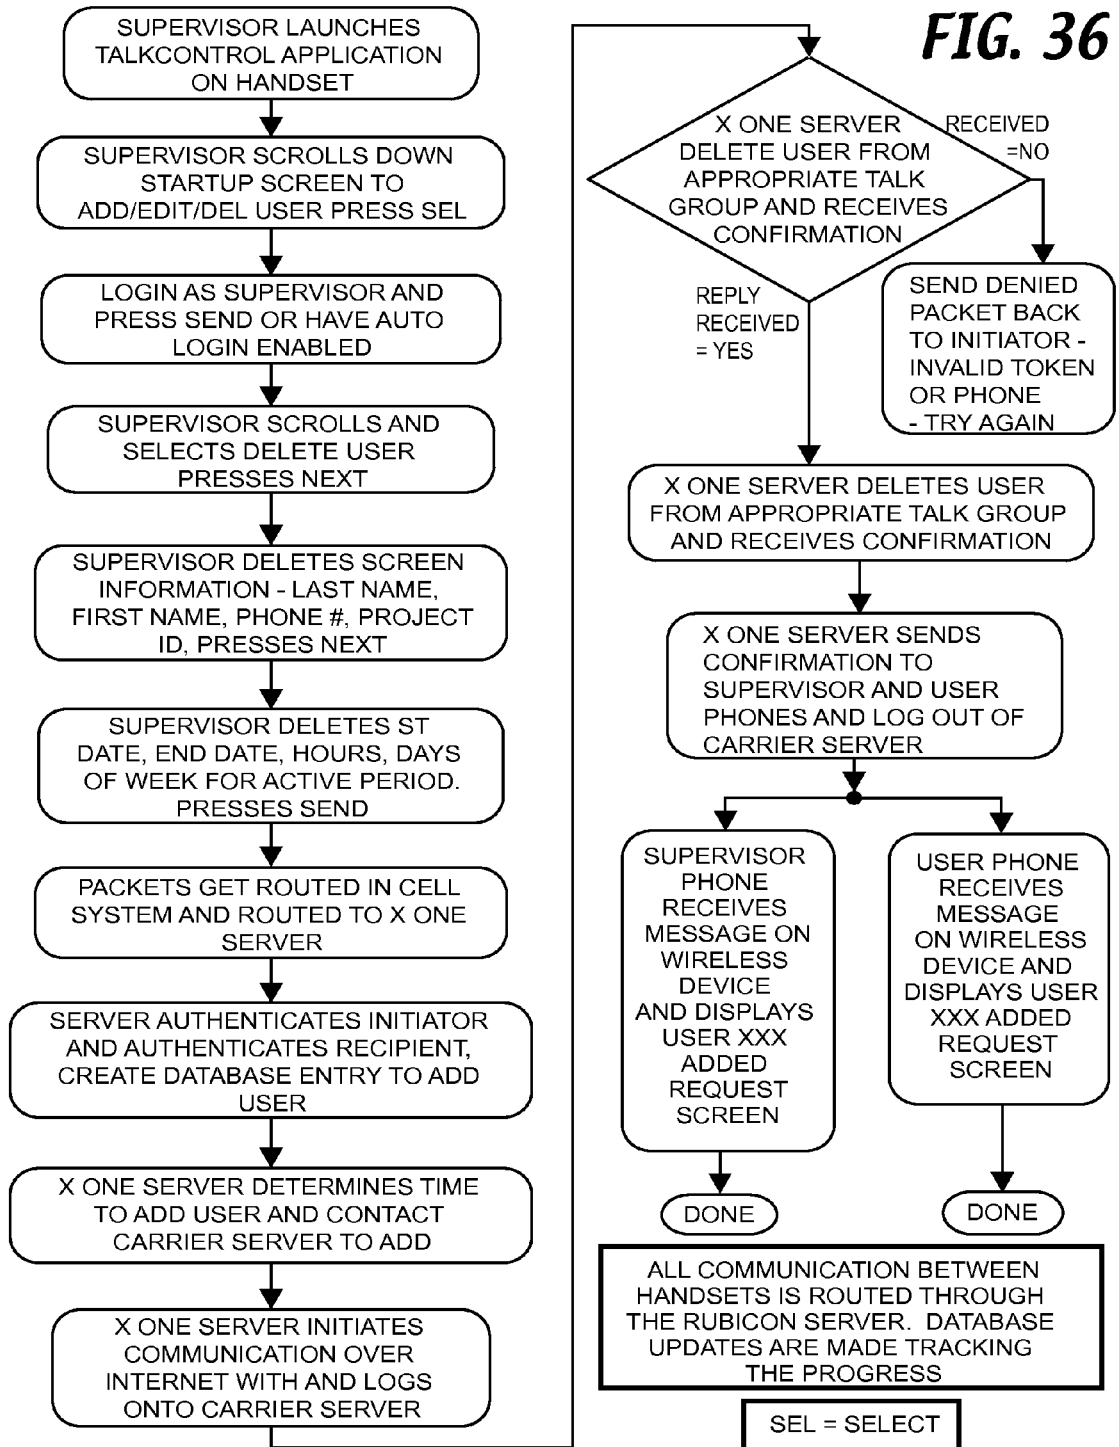 FIG. 36
SUPERVISOR LAUNCHES
TALKCONTROL APPLICATION
ON HANDSET
SUPERVISOR SCROLLS DOWN
STARTUP SCREEN TO
ADD/EDIT/DEL USER PRESS SEL
LOGIN AS SUPERVISOR AND
PRESS SEND OR HAVE AUTO
LOGIN ENABLED
SUPERVISOR SCROLLS AND
SELECTS DELETE USER
PRESSES NEXT
SUPERVISOR DELETES SCREEN
INFORMATION - LAST NAME,
FIRST NAME, PHONE #, PROJECT
ID, PRESSES NEXT
SUPERVISOR DELETES ST
DATE, END DATE, HOURS, DAYS
OF WEEK FOR ACTIVE PERIOD.
PRESSES SEND
PACKETS GET ROUTED IN CELL
SYSTEM AND ROUTED TO X ONE
SERVER
SERVER AUTHENTICATES INITIATOR
AND AUTHENTICATES RECIPIENT,
CREATE DATABASE ENTRY TO ADD
USER
X ONE SERVER DETERMINES TIME
TO ADD USER AND CONTACT
CARRIER SERVER TO ADD
X ONE SERVER INITIATES
COMMUNICATION OVER
INTERNET WITH AND LOGS
ONTO CARRIER SERVER
X ONE SERVER
DELETE USER FROM
APPROPRIATE TALK
GROUP AND RECEIVES
CONFIRMATION
RECEIVED
=NO
SEND DENIED
PACKET BACK
TO INITIATOR -
INVALID TOKEN
OR PHONE
- TRY AGAIN
REPLY
RECEIVED
= YES
X ONE SERVER DELETES USER
FROM APPROPRIATE TALK GROUP
AND RECEIVES CONFIRMATION
X ONE SERVER SENDS
CONFIRMATION TO
SUPERVISOR AND USER
PHONES AND LOG OUT OF
CARRIER SERVER
SUPERVISOR
PHONE
RECEIVES
MESSAGE ON
WIRELESS
DEVICE
AND DISPLAYS
USER XXX
ADDED
REQUEST
SCREEN
DONE
USER PHONE
RECEIVES
MESSAGE
ON WIRELESS
DEVICE AND
DISPLAYS USER
XXX ADDED
REQUEST
SCREEN
DONE
ALL COMMUNICATION BETWEEN
HANDSETS IS ROUTED THROUGH
THE RUBICON SERVER. DATABASE
UPDATES ARE MADE TRACKING
THE PROGRESS
SEL = SELECT